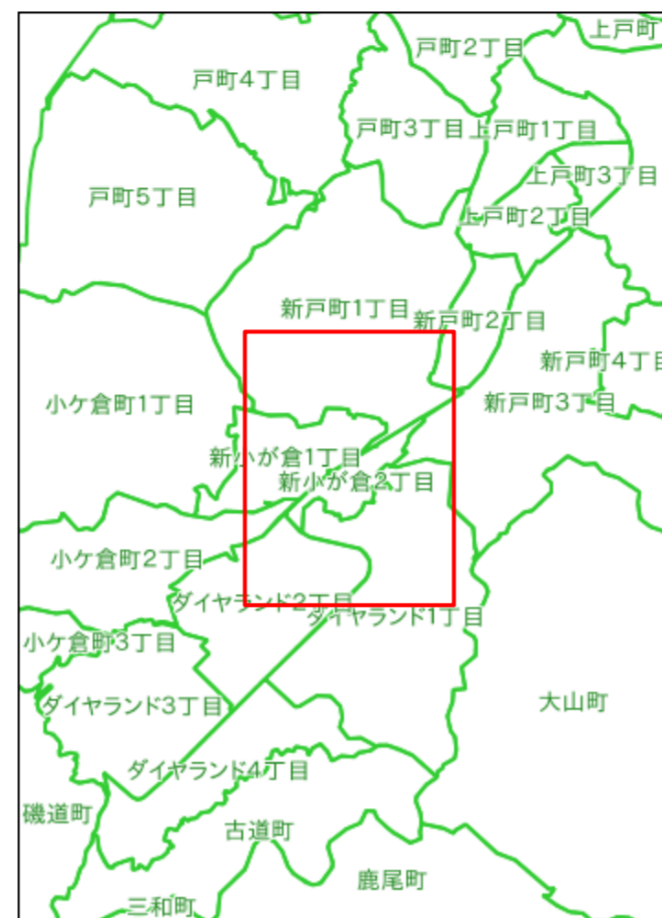 上戸町
戸町2丁目
戸町4丁目
戸町3丁目
上戸町1丁目
上戸町3丁目
戸町5丁目
上戸町2丁目
新戸町1丁目
新戸町2丁目
新戸町4丁目
小ケ倉町1丁目
新戸町3丁目
新小が倉1丁目
新小が倉2丁目
小ケ倉町2丁目
ダイヤランド2丁目
ダイヤランド1丁目
小ケ倉町3丁目
ダイヤランド3丁目
大山町
ダイヤランド4丁目
磯道町
古道町
鹿尾町
三和町